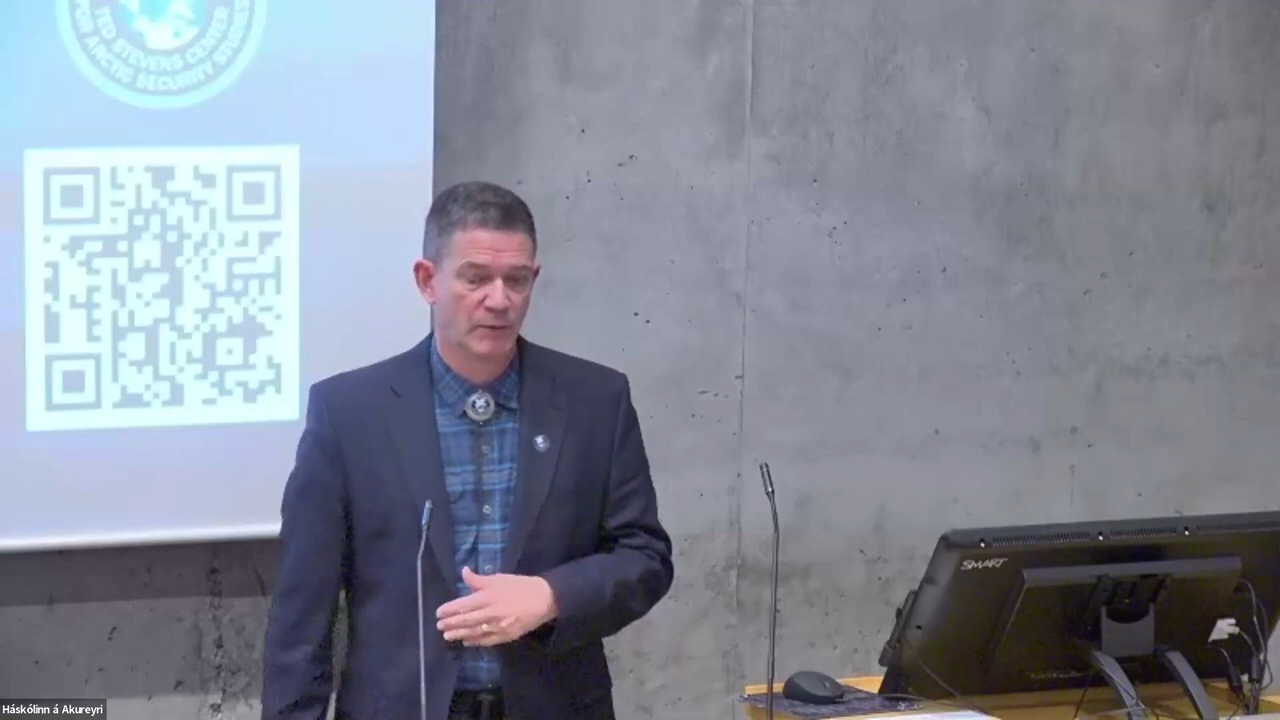 TED STEVENS CENTER
FOR ARCTIC SECURITY STUDIES
SMART
Háskólinn á Akureyri